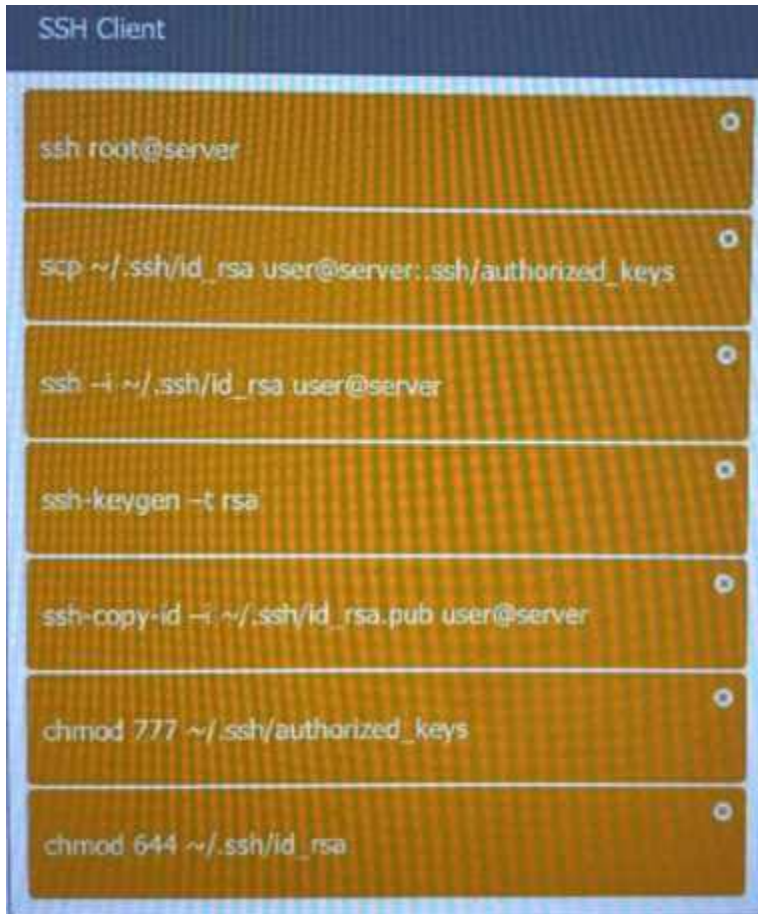 SSH Client
ssh root@server
scp ~/.ssh/id_rsa user@server:.ssh/authorized_keys
ssh –i ~/.ssh/id_rsa user@server
ssh-keygen –t rsa
ssh-copy-id –i ~/.ssh/id_rsa.pub user@server
chmod 777 ~/.ssh/authorized_keys
chmod 644 ~/.ssh/id_rsa